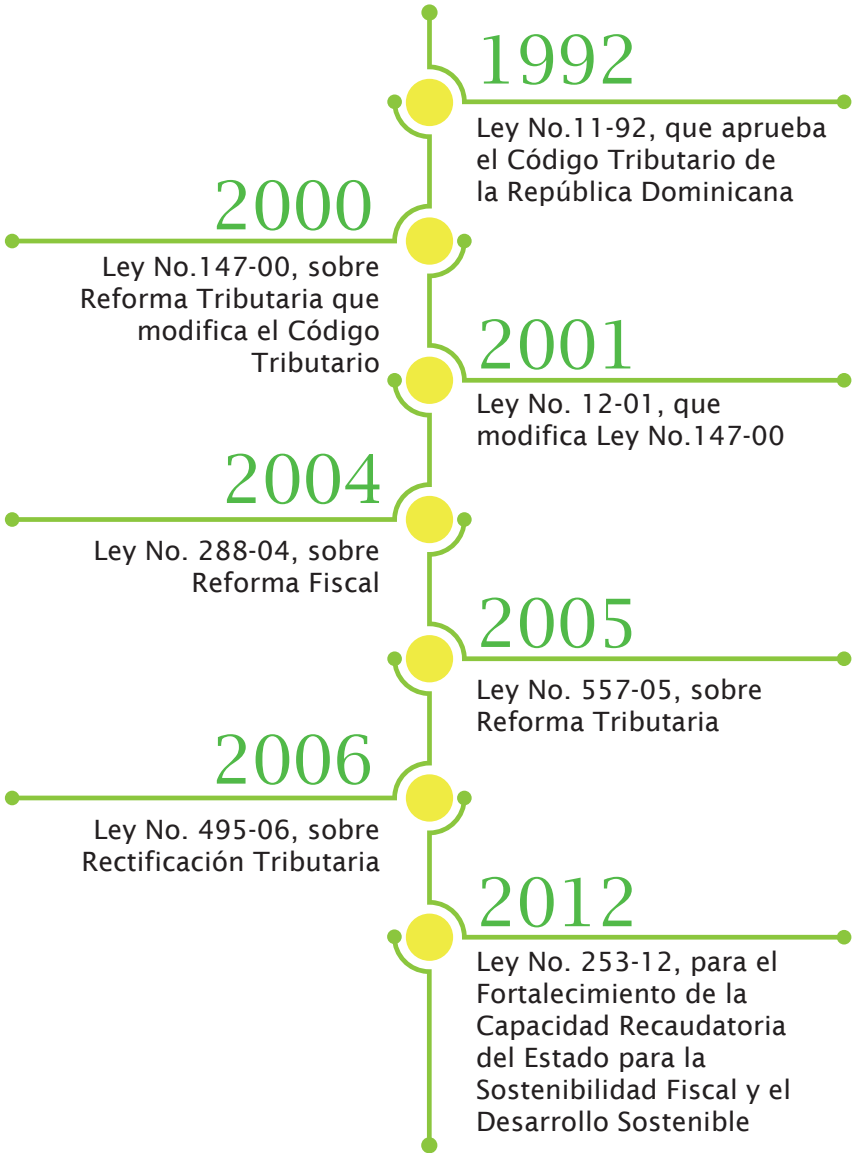 1992
Ley No.11-92, que aprueba
el Código Tributario de
la República Dominicana
2000
Ley No.147-00, sobre
Reforma Tributaria que
modifica el Código
Tributario
2001
Ley No. 12-01, que
modifica Ley No.147-00
2004
Ley No. 288-04, sobre
Reforma Fiscal
2005
Ley No. 557-05, sobre
Reforma Tributaria
2006
Ley No. 495-06, sobre
Rectificación Tributaria
2012
Ley No. 253-12, para el
Fortalecimiento de la
Capacidad Recaudatoria
del Estado para la
Sostenibilidad Fiscal y el
Desarrollo Sostenible